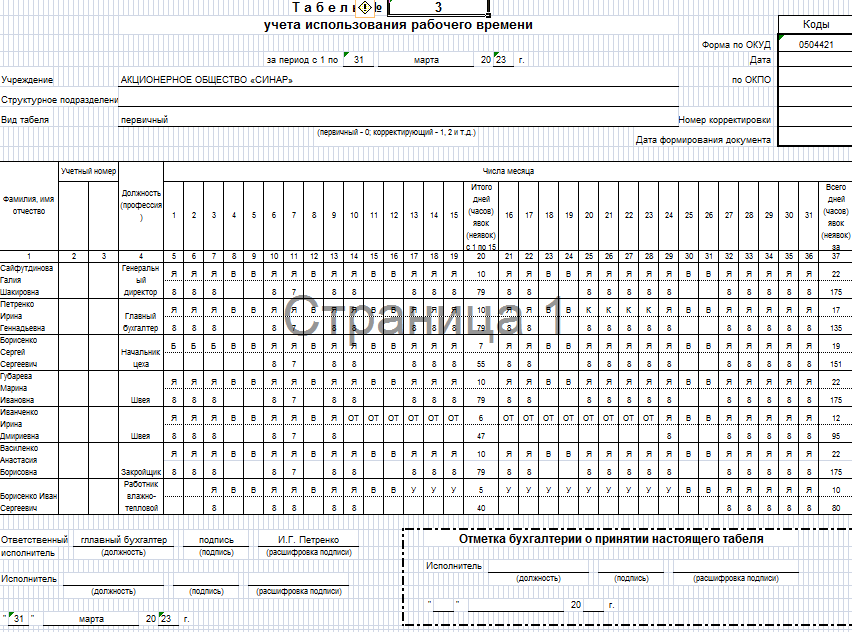 Табель № 3
учета использования рабочего времени
Коды
Форма по ОКУД 0504421
за период с 1 по 31 марта 20 23 г. Дата
Учреждение АКЦИОНЕРНОЕ ОБЩЕСТВО «СИНАР» по ОКПО
Структурное подразделени
Вид табеля первичный Номер корректировки
(первичный - 0; корректирующий - 1, 2 и т.д.)
Дата формирования документа
Фамилия, имя отчество Учетный номер Должность (профессия) Числа месяца
1 2 3 4 5 6 7 8 9 10 11 12 13 14 15 Итого дней (часов) явок (неявок) с 1 по 15 16 17 18 19 20 21 22 23 24 25 26 27 28 29 30 31 Всего дней (часов) явок (неявок) за
1 2 3 4 5 6 7 8 9 10 11 12 13 14 15 16 17 18 19 20 21 22 23 24 25 26 27 28 29 30 31 32 33 34 35 36 37
Сайфутдинова Галия Шакировна Генеральный директор Я Я Я В В Я Я В Я Я В В Я Я Я 10 Я Я В В Я Я Я Я Я В В Я Я Я Я Я 22
8 8 8 8 7 8 8 8 8 8 79 8 8 8 8 8 8 8 8 8 8 8 8 175
Петренко Ирина Геннадьевна Главный бухгалтер Я Я Я В В Я Я В Я Я В В Я Я Я 10 Я Я В В К К К К Я В В Я Я Я Я Я 17
8 8 8 8 8 8 8 8 8 79 8 8 8 8 8 8 8 8 8 8 8 8 135
Борисенко Сергей Сергеевич Начальник цеха Б Б Б В В Я Я В Я Я В В Я Я Я 7 Я Я В В Я Я Я Я Я В В Я Я Я Я Я 19
8 7 8 8 8 8 8 55 8 8 8 8 8 8 8 8 8 8 8 8 151
Губарева Марина Ивановна Швея Я Я Я В В Я Я В Я Я В В Я Я Я 10 Я Я В В Я Я Я Я Я В В Я Я Я Я Я 22
8 8 8 8 7 8 8 8 8 8 79 8 8 8 8 8 8 8 8 8 8 8 8 175
Иванченко Ирина Дмириевна Швея Я Я Я В В Я Я В Я ОТ ОТ ОТ ОТ ОТ ОТ 6 ОТ ОТ ОТ ОТ ОТ ОТ ОТ ОТ Я В В Я Я Я Я Я 12
8 8 8 8 7 8 47 8 8 8 8 8 8 95
Василенко Анастасия Борисовна Закройщик Я Я Я В В Я Я В Я Я В В Я Я Я 10 Я Я В В Я Я Я Я Я В В Я Я Я Я Я 22
8 8 8 8 7 8 8 8 8 8 79 8 8 8 8 8 8 8 8 8 8 8 8 175
Борисенко Иван Сергеевич Работник влажно-тепловой Я В В Я Я В Я Я В В У У У 5 У У У У У У У У У В В Я Я Я Я Я 10
8 8 8 8 8 40 8 8 8 8 8 80
Страница 1
Ответственный исполнитель гллавный бухгалтер подпись И.Г. Петренко
(должность) (подпись) (расшифровка подписи)
Исполнитель
(должность) (подпись) (расшифровка подписи)
" 31 " марта 20 23 г.
Отметка бухгалтерии о принятии настоящего табеля
Исполнитель
(должность) (подпись) (расшифровка подписи)
" " 20 г.